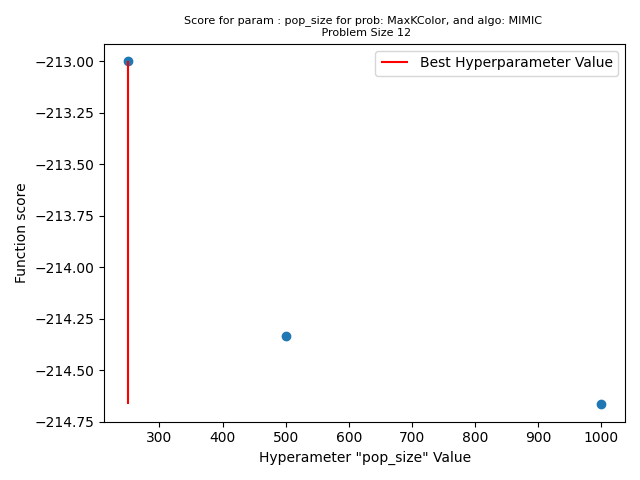 Score for param : pop_size for prob: MaxKColor, and algo: MIMIC
Problem Size 12
Best Hyperparameter Value
Function score
−213.00
−213.25
−213.50
−213.75
−214.00
−214.25
−214.50
−214.75
300 400 500 600 700 800 900 1000
Hyperameter "pop_size" Value